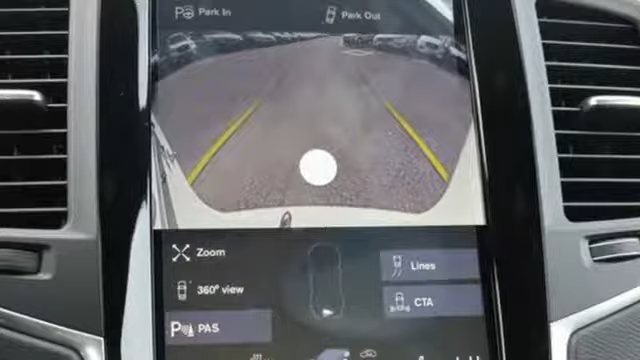 Park In
Park Out
Zoom
Lines
360° view
CTA
PAS